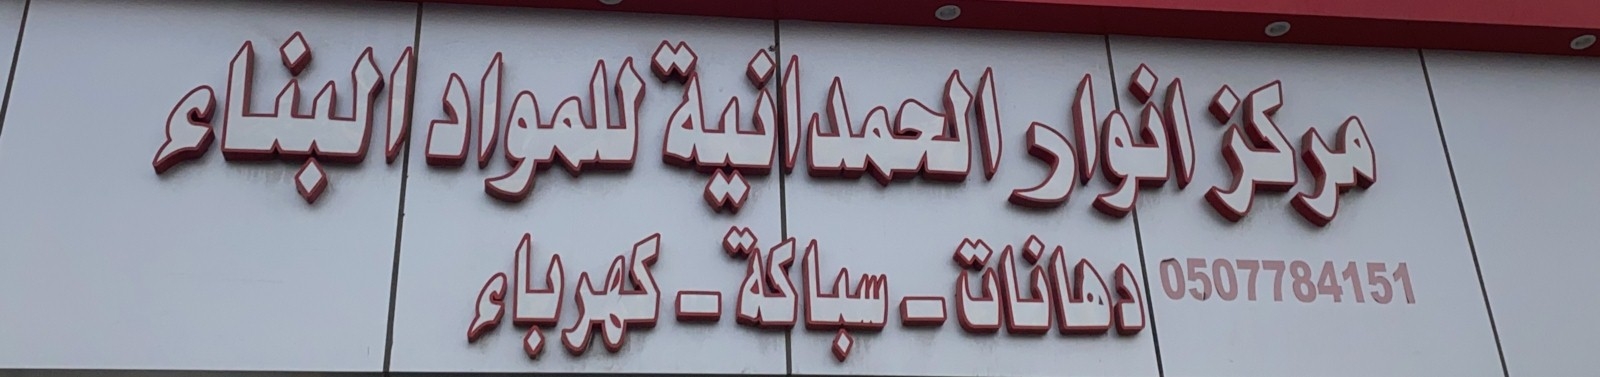 مركز انوار الحمدانية للمواد البناء
دهانات - سباكة - كهرباء
0507784151